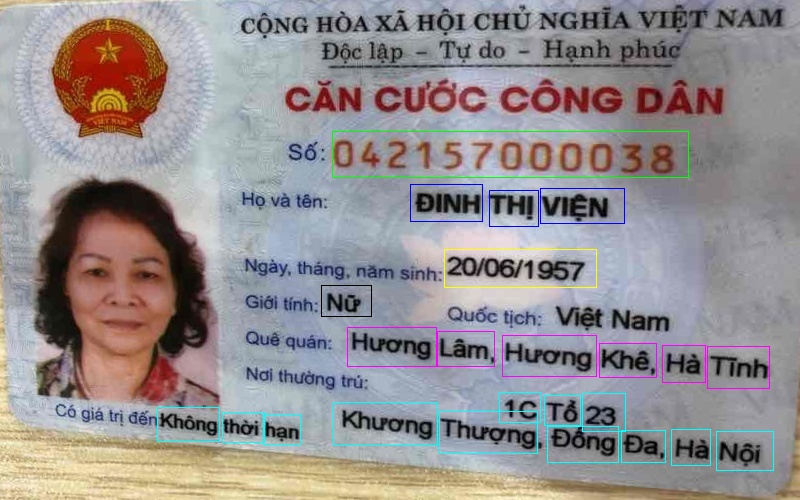 CỘNG HÒA XÃ HỘI CHỦ NGHĨA VIỆT NAM
Độc lập – Tự do – Hạnh phúc
CĂN CƯỚC CÔNG DÂN
Số: 042157000038
Họ và tên: ĐINH THỊ VIỆN
Ngày, tháng, năm sinh: 20/06/1957
Giới tính: Nữ Quốc tịch: Việt Nam
Quê quán: Hương Lâm, Hương Khê, Hà Tĩnh
Nơi thường trú: 1C Tổ 23
Khương Thượng, Đống Đa, Hà Nội
Có giá trị đến: Không thời hạn
VIỆT NAM